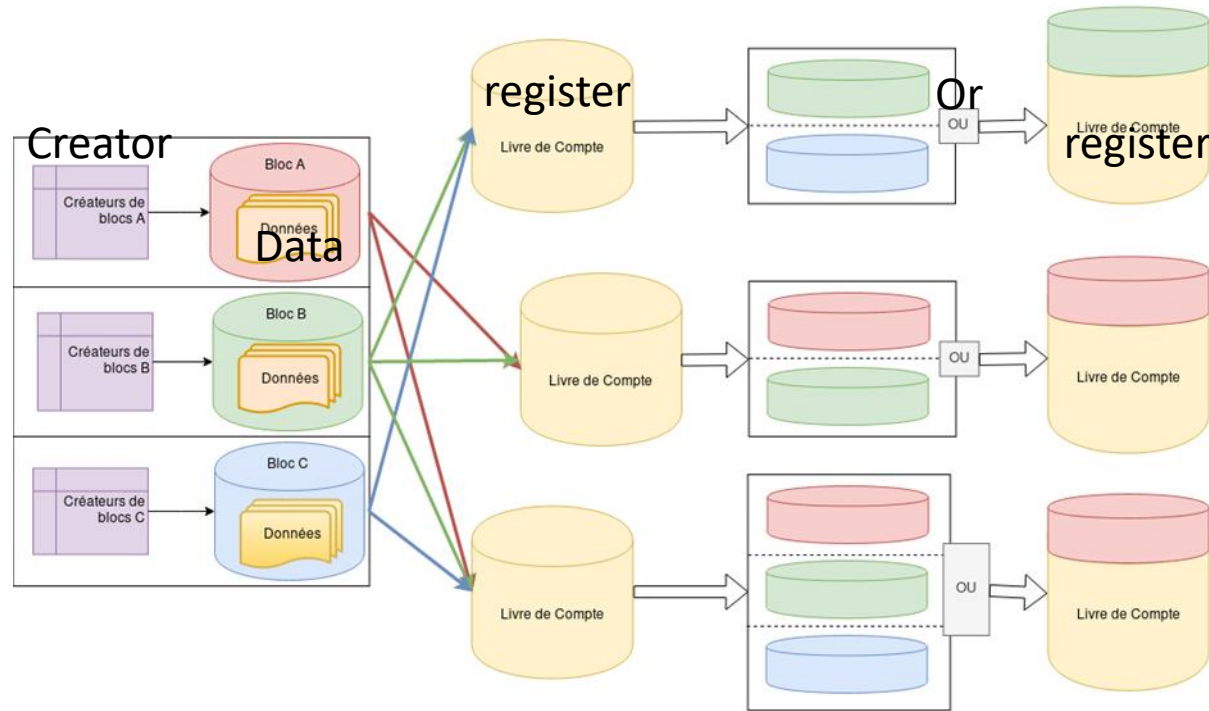 Creator
Créateurs de
blocs A
Bloc A
Données
Data
Créateurs de
blocs B
Bloc B
Données
Créateurs de
blocs C
Bloc C
Données
register
Livre de Compte
Or
OU
Livre de Compte
register
Livre de Compte
OU
Livre de Compte
Livre de Compte
OU
Livre de Compte